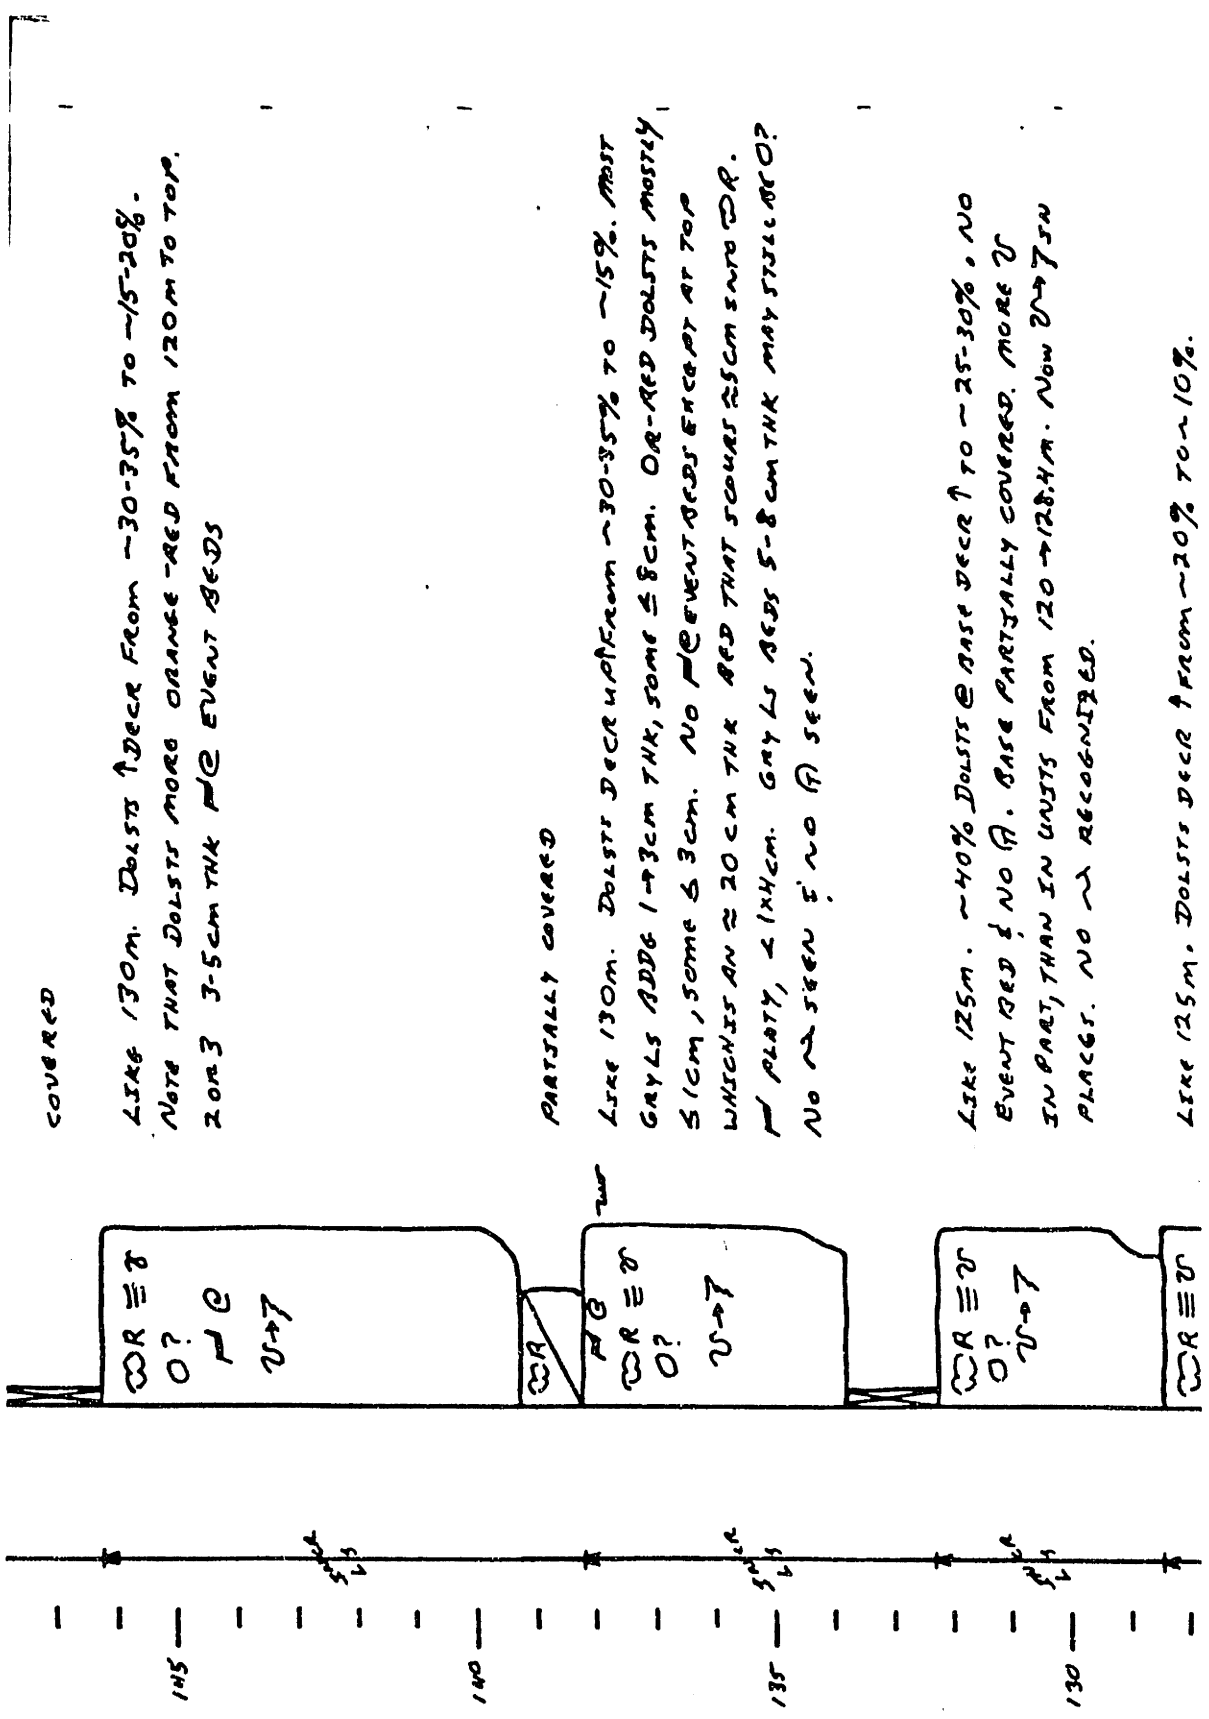 COVERED
LIKE 130m. DOLSTS ↑ DECR FROM ~30-35% TO ~15-20%.
NOTE THAT DOLSTS MORE ORANGE-RED FROM 120m TO TOP.
2 OR 3 3-5cm THK EVENT BEDS
PARTIALLY COVERED
LIKE 130m. DOLSTS DECR UP↑ FROM ~30-35% TO ~15%. MOST
GRY LS BDDG 1→3cm THK, SOME ≤ 8cm. OR-RED DOLSTS MOSTLY
≤ 1cm, SOME ≤ 3cm. NO EVENT BEDS EXCEPT AT TOP
WHICH IS AN ≈ 20cm THK BED THAT SCOURS ≈5cm INTO R.
PLATY, < 1x4cm. GRY LS BEDS 5-8cm THK MAY STILL BE O?
NO SEEN & NO SEEN.
LIKE 125m. ~40% DOLSTS @ BASE DECR ↑ TO ~25-30%, NO
EVENT BED & NO. BASE PARTIALLY COVERED. MORE
IN PART, THAN IN UNITS FROM 120→128.4m. NOW IN
PLACES. NO RECOGNIZED.
LIKE 125m. DOLSTS DECR ↑ FROM ~20% TO ~10%.
R ≡
O?
R
R ≡
O?
R ≡
O?
R ≡
LS
LS
LS
145
140
135
130